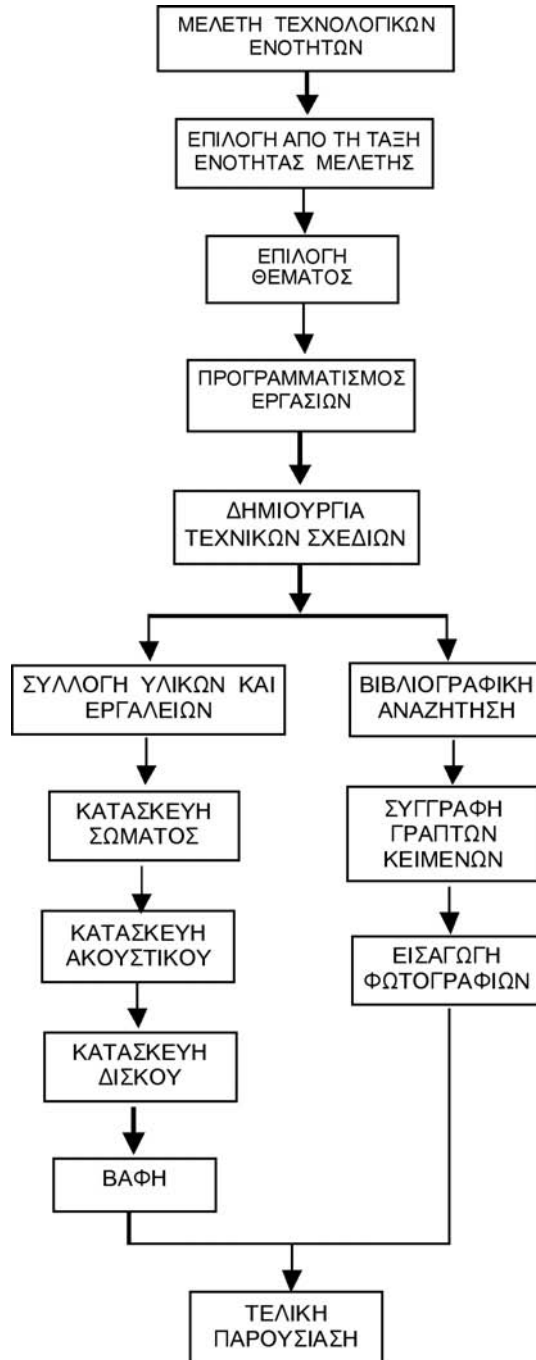 ΜΕΛΕΤΗ ΤΕΧΝΟΛΟΓΙΚΩΝ
ΕΝΟΤΗΤΩΝ
ΕΠΙΛΟΓΗ ΑΠΟ ΤΗ ΤΑΞΗ
ΕΝΟΤΗΤΑΣ ΜΕΛΕΤΗΣ
ΕΠΙΛΟΓΗ
ΘΕΜΑΤΟΣ
ΠΡΟΓΡΑΜΜΑΤΙΣΜΟΣ
ΕΡΓΑΣΙΩΝ
ΔΗΜΙΟΥΡΓΙΑ
ΤΕΧΝΙΚΩΝ ΣΧΕΔΙΩΝ
ΣΥΛΛΟΓΗ ΥΛΙΚΩΝ ΚΑΙ
ΕΡΓΑΛΕΙΩΝ
ΚΑΤΑΣΚΕΥΗ
ΣΩΜΑΤΟΣ
ΚΑΤΑΣΚΕΥΗ
ΑΚΟΥΣΤΙΚΟΥ
ΚΑΤΑΣΚΕΥΗ
ΔΙΣΚΟΥ
ΒΑΦΗ
ΒΙΒΛΙΟΓΡΑΦΙΚΗ
ΑΝΑΖΗΤΗΣΗ
ΣΥΓΓΡΑΦΗ
ΓΡΑΠΤΩΝ
ΚΕΙΜΕΝΩΝ
ΕΙΣΑΓΩΓΗ
ΦΩΤΟΓΡΑΦΙΩΝ
ΤΕΛΙΚΗ
ΠΑΡΟΥΣΙΑΣΗ